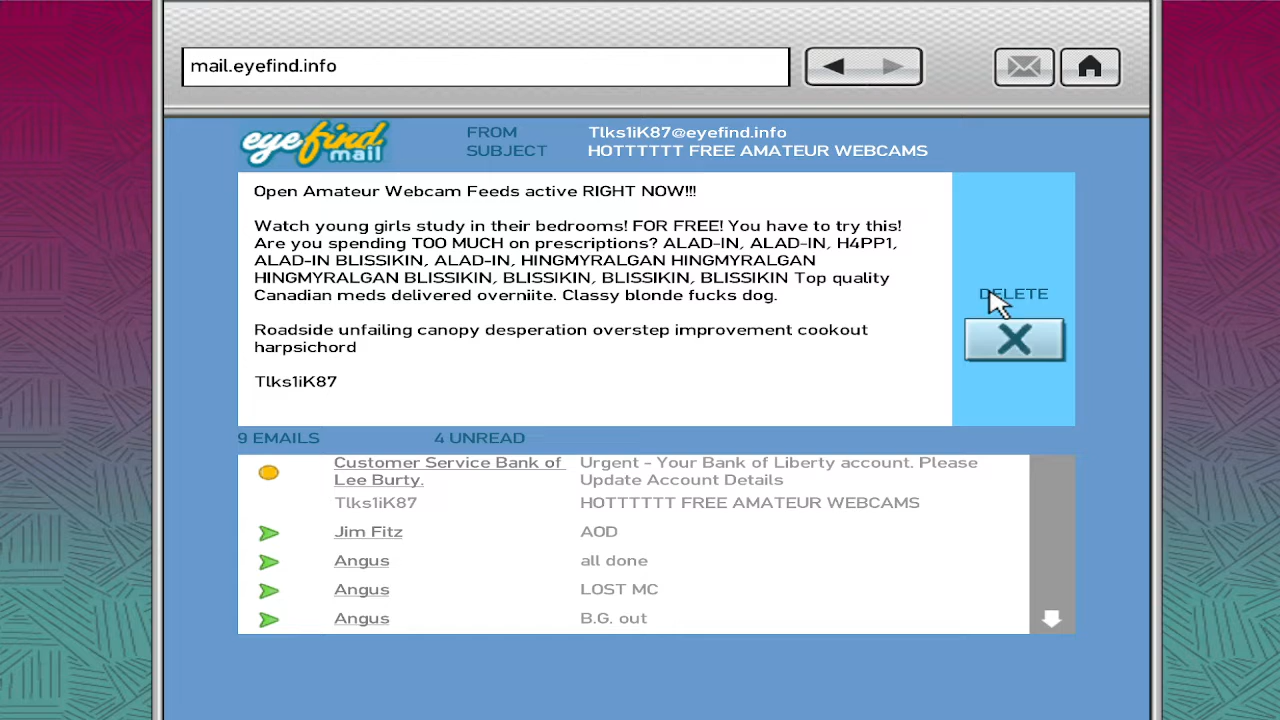 mail.eyefind.info
eyefind mail
FROM Tlks1iK87@eyefind.info
SUBJECT HOTTTTTT FREE AMATEUR WEBCAMS
Open Amateur Webcam Feeds active RIGHT NOW!!!
Watch young girls study in their bedrooms! FOR FREE! You have to try this!
Are you spending TOO MUCH on prescriptions? ALAD-IN, ALAD-IN, H4PP1,
ALAD-IN BLISSIKIN, ALAD-IN, HINGMYRALGAN HINGMYRALGAN
HINGMYRALGAN BLISSIKIN, BLISSIKIN, BLISSIKIN, BLISSIKIN Top quality
Canadian meds delivered overniite. Classy blonde fucks dog.
Roadside unfailing canopy desperation overstep improvement cookout
harpsichord
Tlks1iK87
DELETE
9 EMAILS 4 UNREAD
Customer Service Bank of Urgent - Your Bank of Liberty account. Please
Lee Burty. Update Account Details
Tlks1iK87 HOTTTTTT FREE AMATEUR WEBCAMS
Jim Fitz AOD
Angus all done
Angus LOST MC
Angus B.G. out